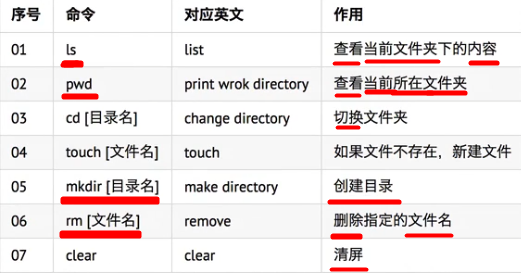 序号 命令 对应英文 作用
01 ls list 查看当前文件夹下的内容
02 pwd print wrok directory 查看当前所在文件夹
03 cd [目录名] change directory 切换文件夹
04 touch [文件名] touch 如果文件不存在，新建文件
05 mkdir [目录名] make directory 创建目录
06 rm [文件名] remove 删除指定的文件名
07 clear clear 清屏